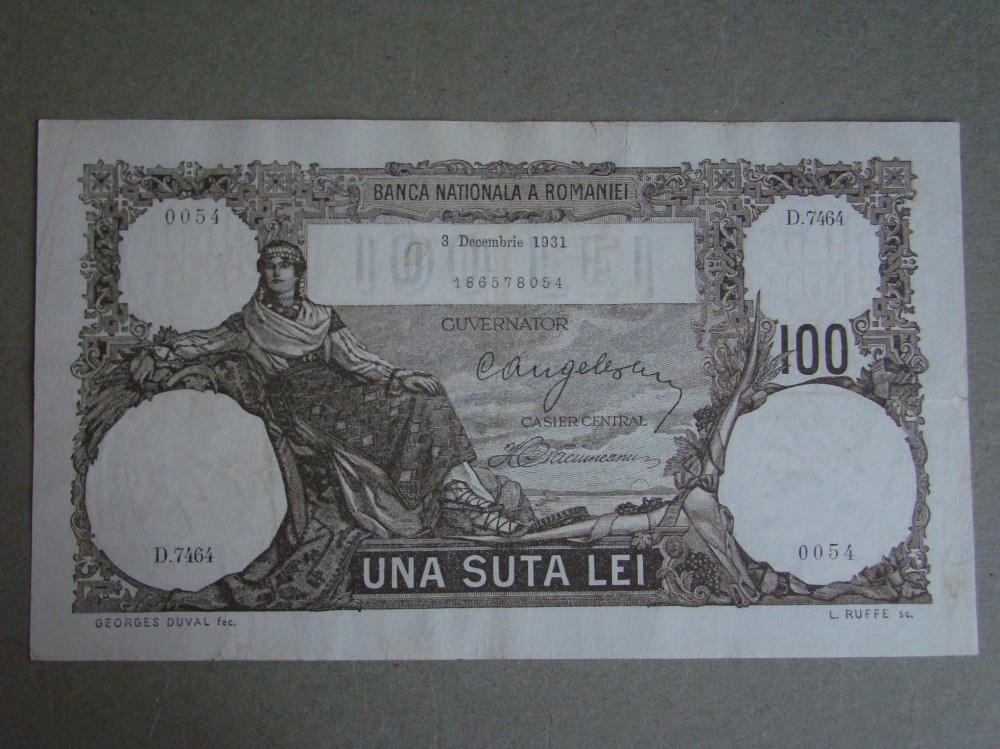 BANCA NATIONALA A ROMANIEI
0054
D.7464
3 Decembrie 1931
186578054
GUVERNATOR
C Angelescu
100
CASIER CENTRAL
D.7464
0054
UNA SUTA LEI
GEORGES DUVAL fec.
L. RUFFE sc.